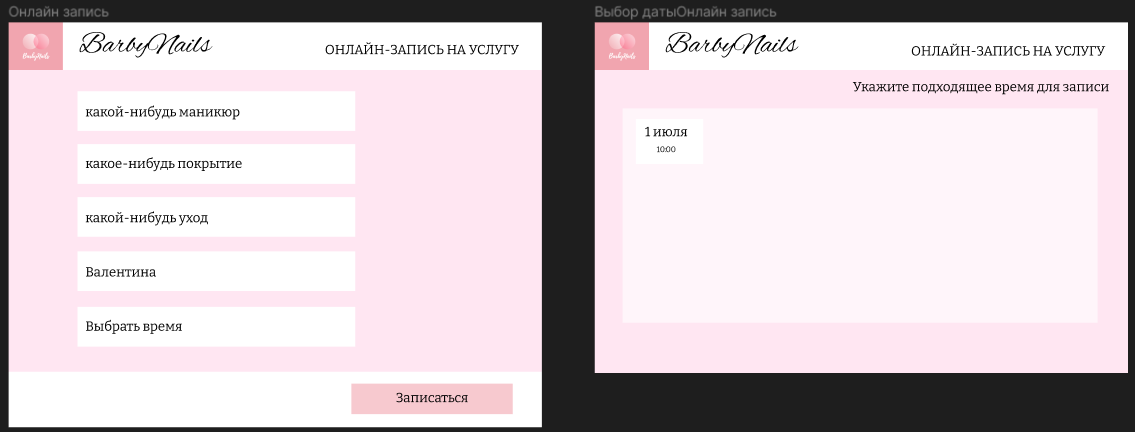 Онлайн запись
BarbyNails
BarbyNails
ОНЛАЙН-ЗАПИСЬ НА УСЛУГУ
какой-нибудь маникюр
какое-нибудь покрытие
какой-нибудь уход
Валентина
Выбрать время
Записаться
Выбор датыОнлайн запись
BarbyNails
BarbyNails
ОНЛАЙН-ЗАПИСЬ НА УСЛУГУ
Укажите подходящее время для записи
1 июля
10:00